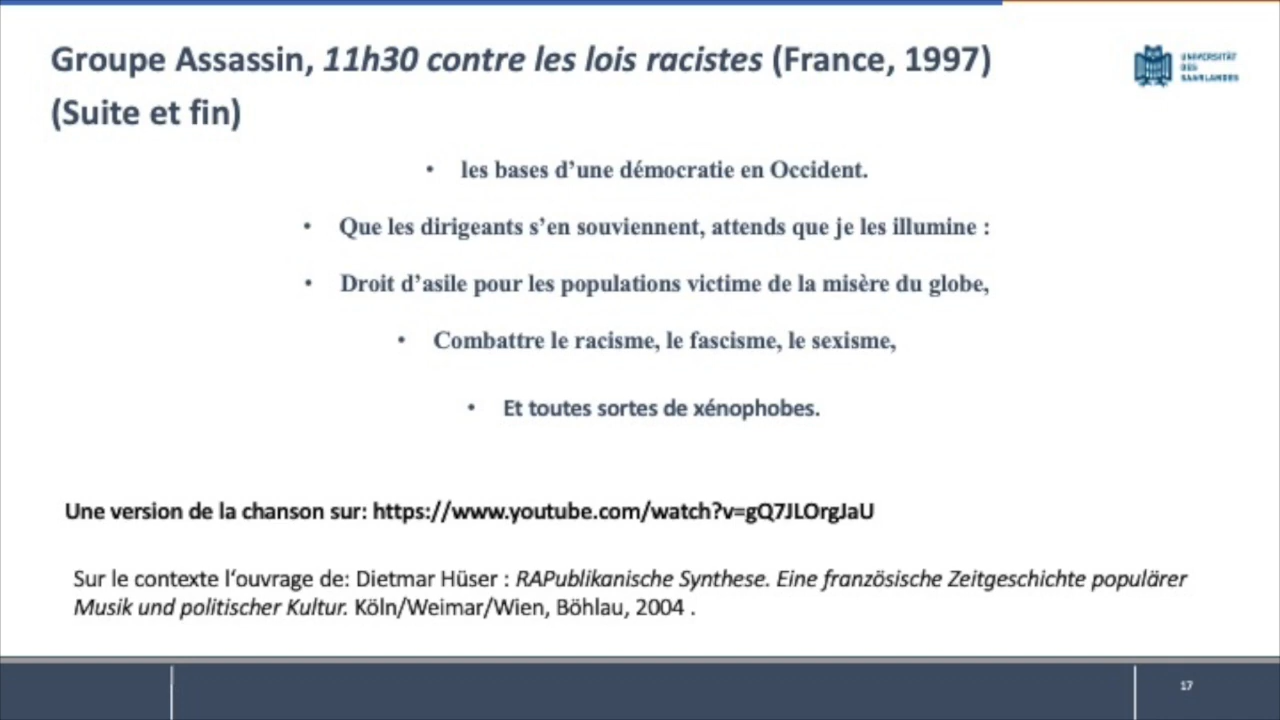 Groupe Assassin, 11h30 contre les lois racistes (France, 1997)
(Suite et fin)
UNIVERSITÄT
DES
SAARLANDES
• les bases d’une démocratie en Occident.
• Que les dirigeants s’en souviennent, attends que je les illumine :
• Droit d’asile pour les populations victime de la misère du globe,
• Combattre le racisme, le fascisme, le sexisme,
• Et toutes sortes de xénophobes.
Une version de la chanson sur: https://www.youtube.com/watch?v=gQ7JLOrgJaU
Sur le contexte l‘ouvrage de: Dietmar Hüser : RAPublikanische Synthese. Eine französische Zeitgeschichte populärer
Musik und politischer Kultur. Köln/Weimar/Wien, Böhlau, 2004 .
17